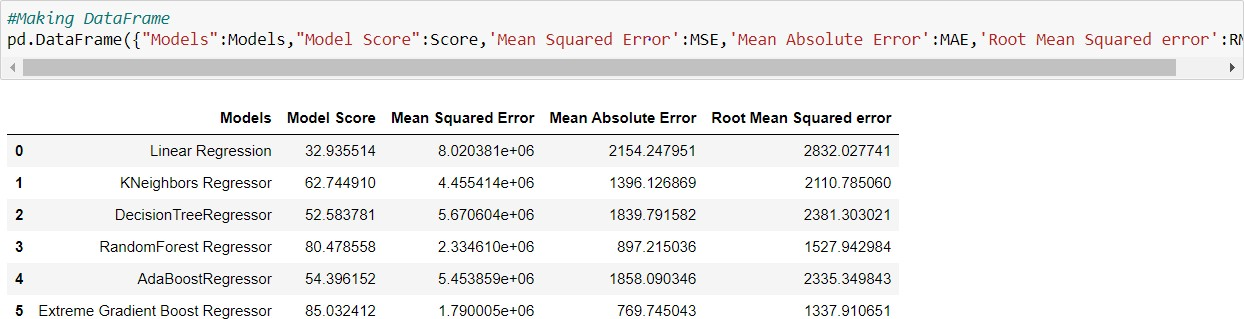 #Making DataFrame
pd.DataFrame({"Models":Models,"Model Score":Score,'Mean Squared Error':MSE,'Mean Absolute Error':MAE,'Root Mean Squared error':RM
Models Model Score Mean Squared Error Mean Absolute Error Root Mean Squared error
0 Linear Regression 32.935514 8.020381e+06 2154.247951 2832.027741
1 KNeighbors Regressor 62.744910 4.455414e+06 1396.126869 2110.785060
2 DecisionTreeRegressor 52.583781 5.670604e+06 1839.791582 2381.303021
3 RandomForest Regressor 80.478558 2.334610e+06 897.215036 1527.942984
4 AdaBoostRegressor 54.396152 5.453859e+06 1858.090346 2335.349843
5 Extreme Gradient Boost Regressor 85.032412 1.790005e+06 769.745043 1337.910651